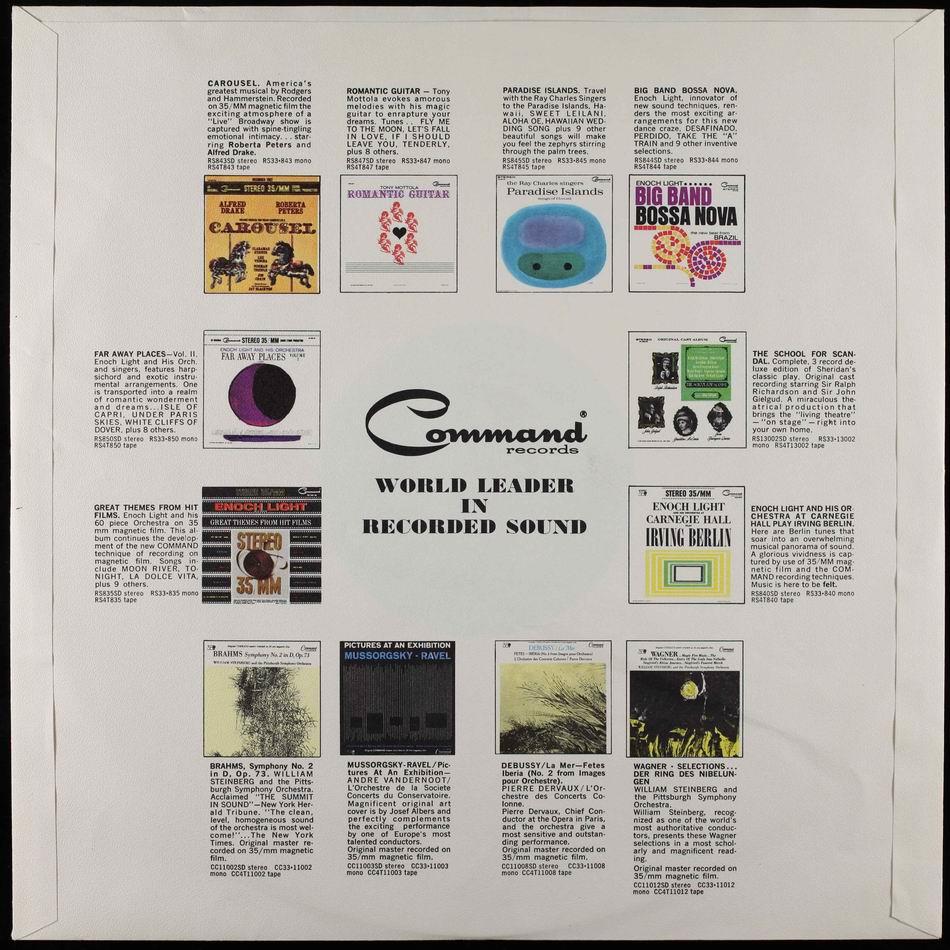 CAROUSEL. America's
greatest musical by Rodgers
and Hammerstein. Recorded
on 35/MM magnetic film the
exciting atmosphere of a
"Live" Broadway show is
captured with spine-tingling
emotional intimacy... star-
ring Roberta Peters and
Alfred Drake.
RS843SD stereo RS33•843 mono
RS4T843 tape
ROMANTIC GUITAR — Tony
Mottola evokes amorous
melodies with his magic
guitar to enrapture your
dreams. Tunes . . FLY ME
TO THE MOON, LET'S FALL
IN LOVE, IF I SHOULD
LEAVE YOU, TENDERLY,
plus 8 others.
RS847SD stereo RS33•847 mono
RS4T847 tape
PARADISE ISLANDS. Travel
with the Ray Charles Singers
to the Paradise Islands, Ha-
waii, SWEET LEILANI,
ALOHA OE, HAWAIIAN WED-
DING SONG plus 9 other
beautiful songs will make
you feel the zephyrs stirring
through the palm trees.
RS845SD stereo RS33•845 mono
RS4T845 tape
BIG BAND BOSSA NOVA.
Enoch Light, innovator of
new sound techniques, ren-
ders the most exciting ar-
rangements for this new
dance craze, DESAFINADO,
PERDIDO, TAKE THE "A"
TRAIN and 9 other inventive
selections.
RS844SD stereo RS33•844 mono
RS4T844 tape
STEREO 35/MM
ALFRED DRAKE
ROBERTA PETERS
CAROUSEL
TONY MOTTOLA
ROMANTIC GUITAR
the Ray Charles singers
Paradise Islands
ENOCH LIGHT
BIG BAND
BOSSA NOVA
the new beat from
BRAZIL
FAR AWAY PLACES—Vol. II.
Enoch Light and His Orch.
and singers, features harp-
sichord and exotic instru-
mental arrangements. One
is transported into a realm
of romantic wonderment
and dreams...ISLE OF
CAPRI, UNDER PARIS
SKIES, WHITE CLIFFS OF
DOVER, plus 8 others.
RS850SD stereo RS33•850 mono
RS4T850 tape
STEREO 35/MM
ENOCH LIGHT AND HIS ORCHESTRA
FAR AWAY PLACES VOLUME 2
Command®
records
WORLD LEADER
IN
RECORDED SOUND
ORIGINAL CAST ALBUM
THE SCHOOL FOR SCAN-
DAL. Complete, 3 record de-
luxe edition of Sheridan's
classic play. Original cast
recording starring Sir Ralph
Richardson and Sir John
Gielgud. A miraculous the-
atrical production that
brings the "living theatre"
— "on stage" — right into
your own home.
RS13002SD stereo RS33•13002
mono RS4T13002 tape
GREAT THEMES FROM HIT
FILMS. Enoch Light and his
60 piece Orchestra on 35
mm magnetic film. This al-
bum continues the develop-
ment of the new COMMAND
technique of recording on
magnetic film. Songs in-
clude MOON RIVER, TO-
NIGHT, LA DOLCE VITA,
plus 9 others.
RS835SD stereo RS33•835 mono
RS4T835 tape
ENOCH LIGHT
GREAT THEMES FROM HIT FILMS
STEREO
35 MM
STEREO 35/MM
ENOCH LIGHT
CARNEGIE HALL
IRVING BERLIN
ENOCH LIGHT AND HIS OR-
CHESTRA AT CARNEGIE
HALL PLAY IRVING BERLIN.
Here are Berlin tunes that
soar into an overwhelming
musical panorama of sound.
A glorious vividness is cap-
tured by use of 35/MM mag-
netic film and the COM-
MAND recording techniques.
Music is here to be felt.
RS840SD stereo RS33•840 mono
RS4T840 tape
BRAHMS Symphony No. 2 in D, Op. 73
WILLIAM STEINBERG and the Pittsburgh Symphony Orchestra
PICTURES AT AN EXHIBITION
MUSSORGSKY - RAVEL
DEBUSSY/La Mer
WAGNER
BRAHMS, Symphony No. 2
in D, Op. 73. WILLIAM
STEINBERG and the Pitts-
burgh Symphony Orchestra.
Acclaimed "THE SUMMIT
IN SOUND"—New York Her-
ald Tribune. "The clean,
level, homogeneous sound
of the orchestra is most wel-
come!"...The New York
Times. Original master re-
corded on 35/mm magnetic
film.
CC11002SD stereo CC33•11002
mono CC4T11002 tape
MUSSORGSKY-RAVEL/Pic-
tures At An Exhibition—
ANDRE VANDERNOOT/
L'Orchestre de la Societe
Concerts du Conservatoire.
Magnificent original art
cover is by Josef Albers and
perfectly complements
the exciting performance
by one of Europe's most
talented conductors.
Original master recorded on
35/mm magnetic film.
CC11003SD stereo CC33•11003
mono CC4T11003 tape
DEBUSSY/La Mer—Fetes
Iberia (No. 2 from Images
pour Orchestre).
PIERRE DERVAUX/L'Or-
chestre des Concerts Co-
lonne.
Pierre Dervaux, Chief Con-
ductor at the Opera in Paris,
and the orchestra give a
most sensitive and outstan-
ding performance.
Original master recorded on
35/mm magnetic film.
CC11008SD stereo CC33•11008
mono CC4T11008 tape
WAGNER - SELECTIONS...
DER RING DES NIBELUN-
GEN
WILLIAM STEINBERG and
the Pittsburgh Symphony
Orchestra.
William Steinberg, recog-
nized as one of the world's
most authoritative conduc-
tors, presents these Wagner
selections in a most schol-
arly and magnificent read-
ing.
Original master recorded on
35/mm magnetic film.
CC11012SD stereo CC33•11012
mono CC4T11012 tape